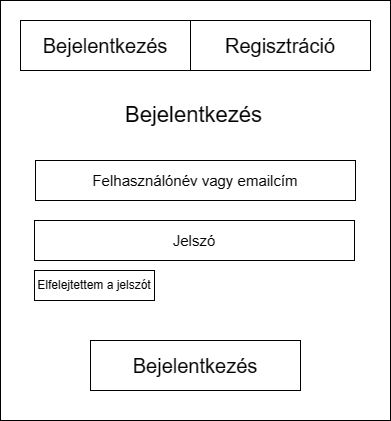 Bejelentkezés Regisztráció
Bejelentkezés
Felhasználónév vagy emailcím
Jelszó
Elfelejtettem a jelszót
Bejelentkezés